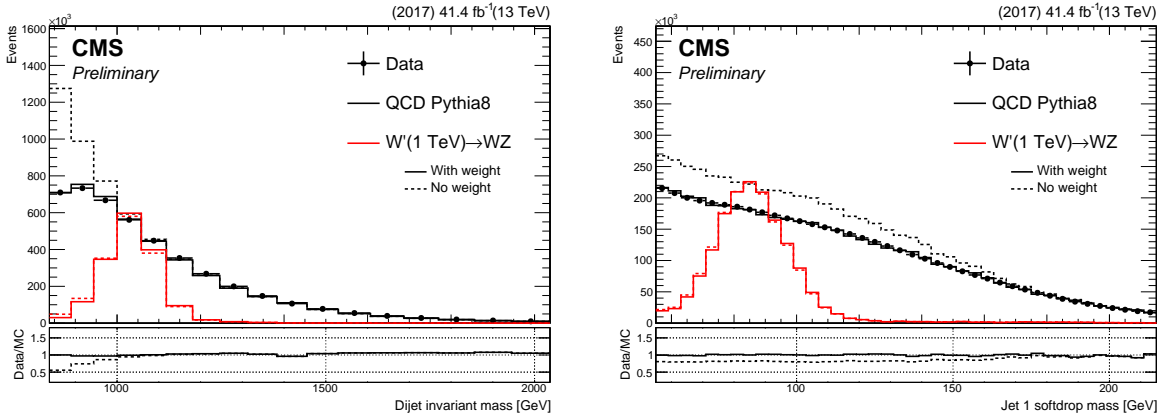 (2017) 41.4 fb⁻¹(13 TeV)
×10³
Events
1600
1400
1200
1000
800
600
400
200
0
CMS
Preliminary
Data
QCD Pythia8
W'(1 TeV)→WZ
With weight
No weight
Data/MC
1.5
1
0.5
1000
1500
2000
Dijet invariant mass [GeV]
(2017) 41.4 fb⁻¹(13 TeV)
×10³
Events
450
400
350
300
250
200
150
100
50
0
CMS
Preliminary
Data
QCD Pythia8
W'(1 TeV)→WZ
With weight
No weight
Data/MC
1.5
1
0.5
100
150
200
Jet 1 softdrop mass [GeV]